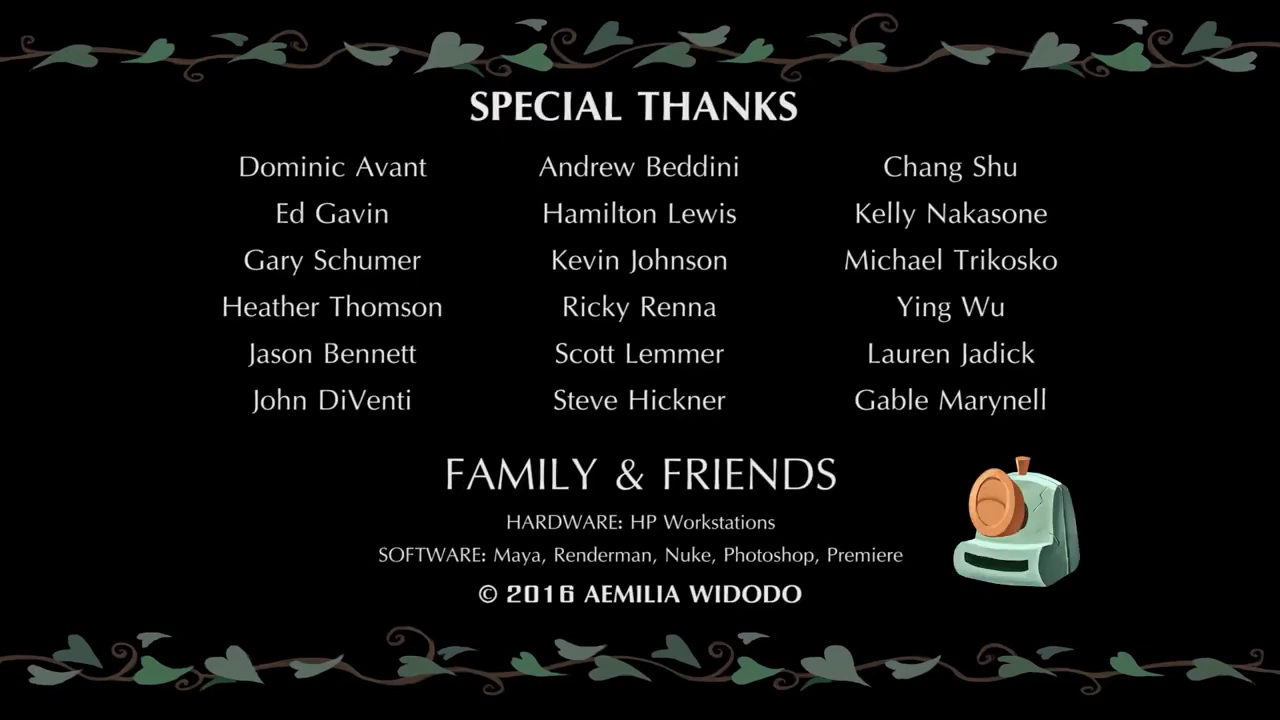 SPECIAL THANKS
Dominic Avant Andrew Beddini Chang Shu
Ed Gavin Hamilton Lewis Kelly Nakasone
Gary Schumer Kevin Johnson Michael Trikosko
Heather Thomson Ricky Renna Ying Wu
Jason Bennett Scott Lemmer Lauren Jadick
John DiVenti Steve Hickner Gable Marynell
FAMILY & FRIENDS
HARDWARE: HP Workstations
SOFTWARE: Maya, Renderman, Nuke, Photoshop, Premiere
© 2016 AEMILIA WIDODO